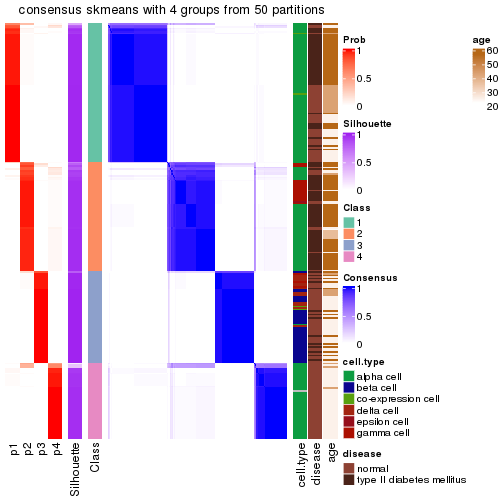 consensus skmeans with 4 groups from 50 partitions
Prob
1
0.5
0
age
60
50
40
30
20
Silhouette
1
0.5
0
Class
1
2
3
4
Consensus
1
0.5
0
cell.type
alpha cell
beta cell
co-expression cell
delta cell
epsilon cell
gamma cell
disease
normal
type II diabetes mellitus
p1
p2
p3
p4
Silhouette
Class
cell.type
disease
age